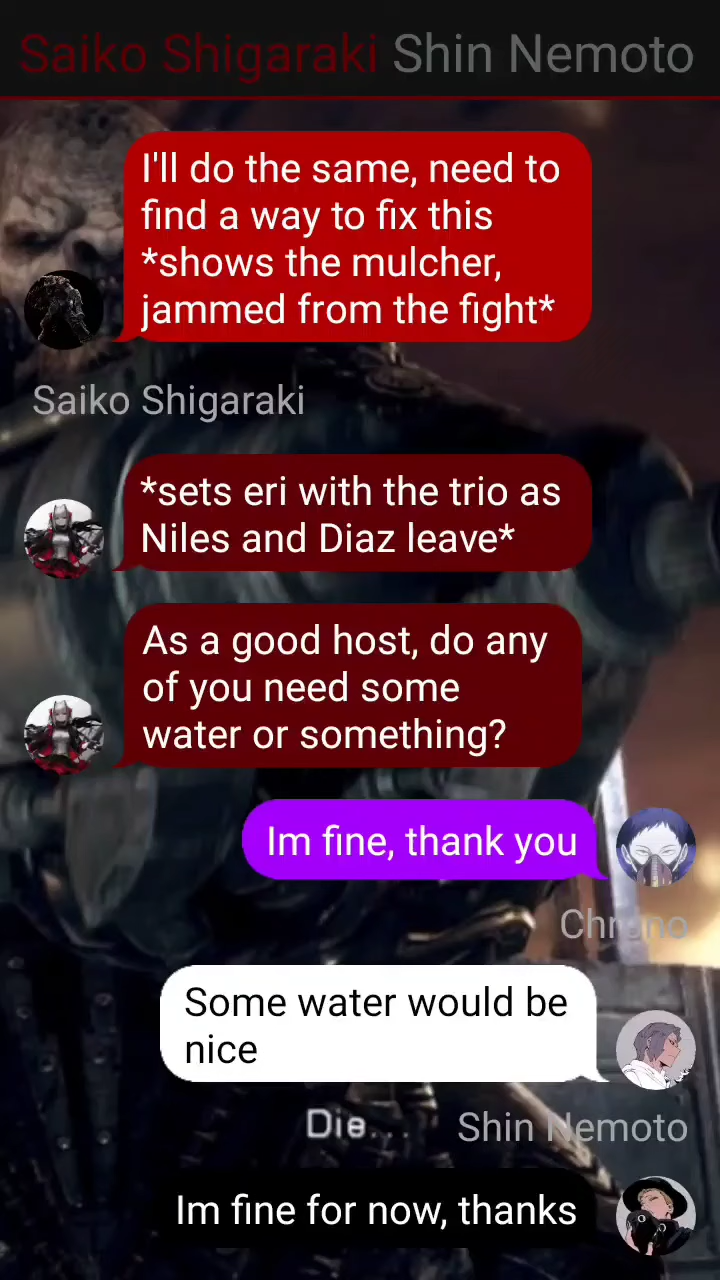 Saiko Shigaraki Shin Nemoto
I'll do the same, need to
find a way to fix this
*shows the mulcher,
jammed from the fight*
Saiko Shigaraki
*sets eri with the trio as
Niles and Diaz leave*
As a good host, do any
of you need some
water or something?
Im fine, thank you
Chrono
Some water would be
nice
Die... Shin Nemoto
Im fine for now, thanks